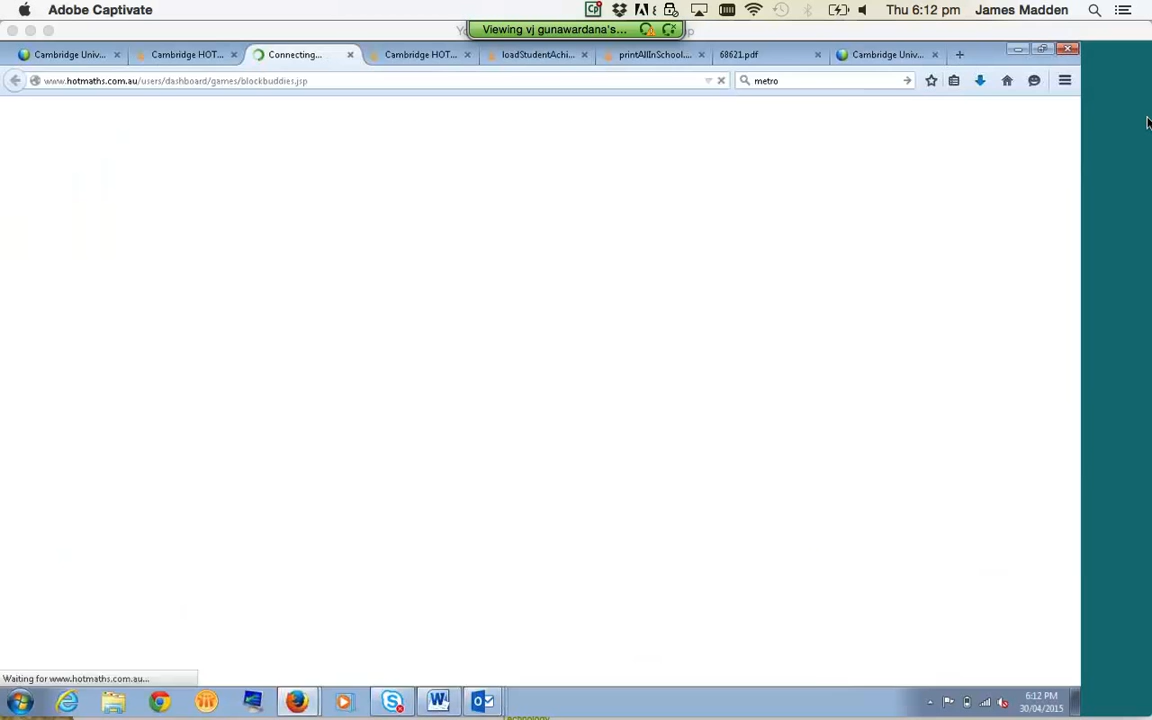 Adobe Captivate
Thu 6:12 pm James Madden
Viewing vj gunawardana's...
Cambridge Univ... Cambridge HOT... Connecting... Cambridge HOT... loadStudentAchi... printAllInSchool.... 68621.pdf Cambridge Univ...
www.hotmaths.com.au/users/dashboard/games/blockbuddies.jsp metro
Waiting for www.hotmaths.com.au...
6:12 PM
30/04/2015